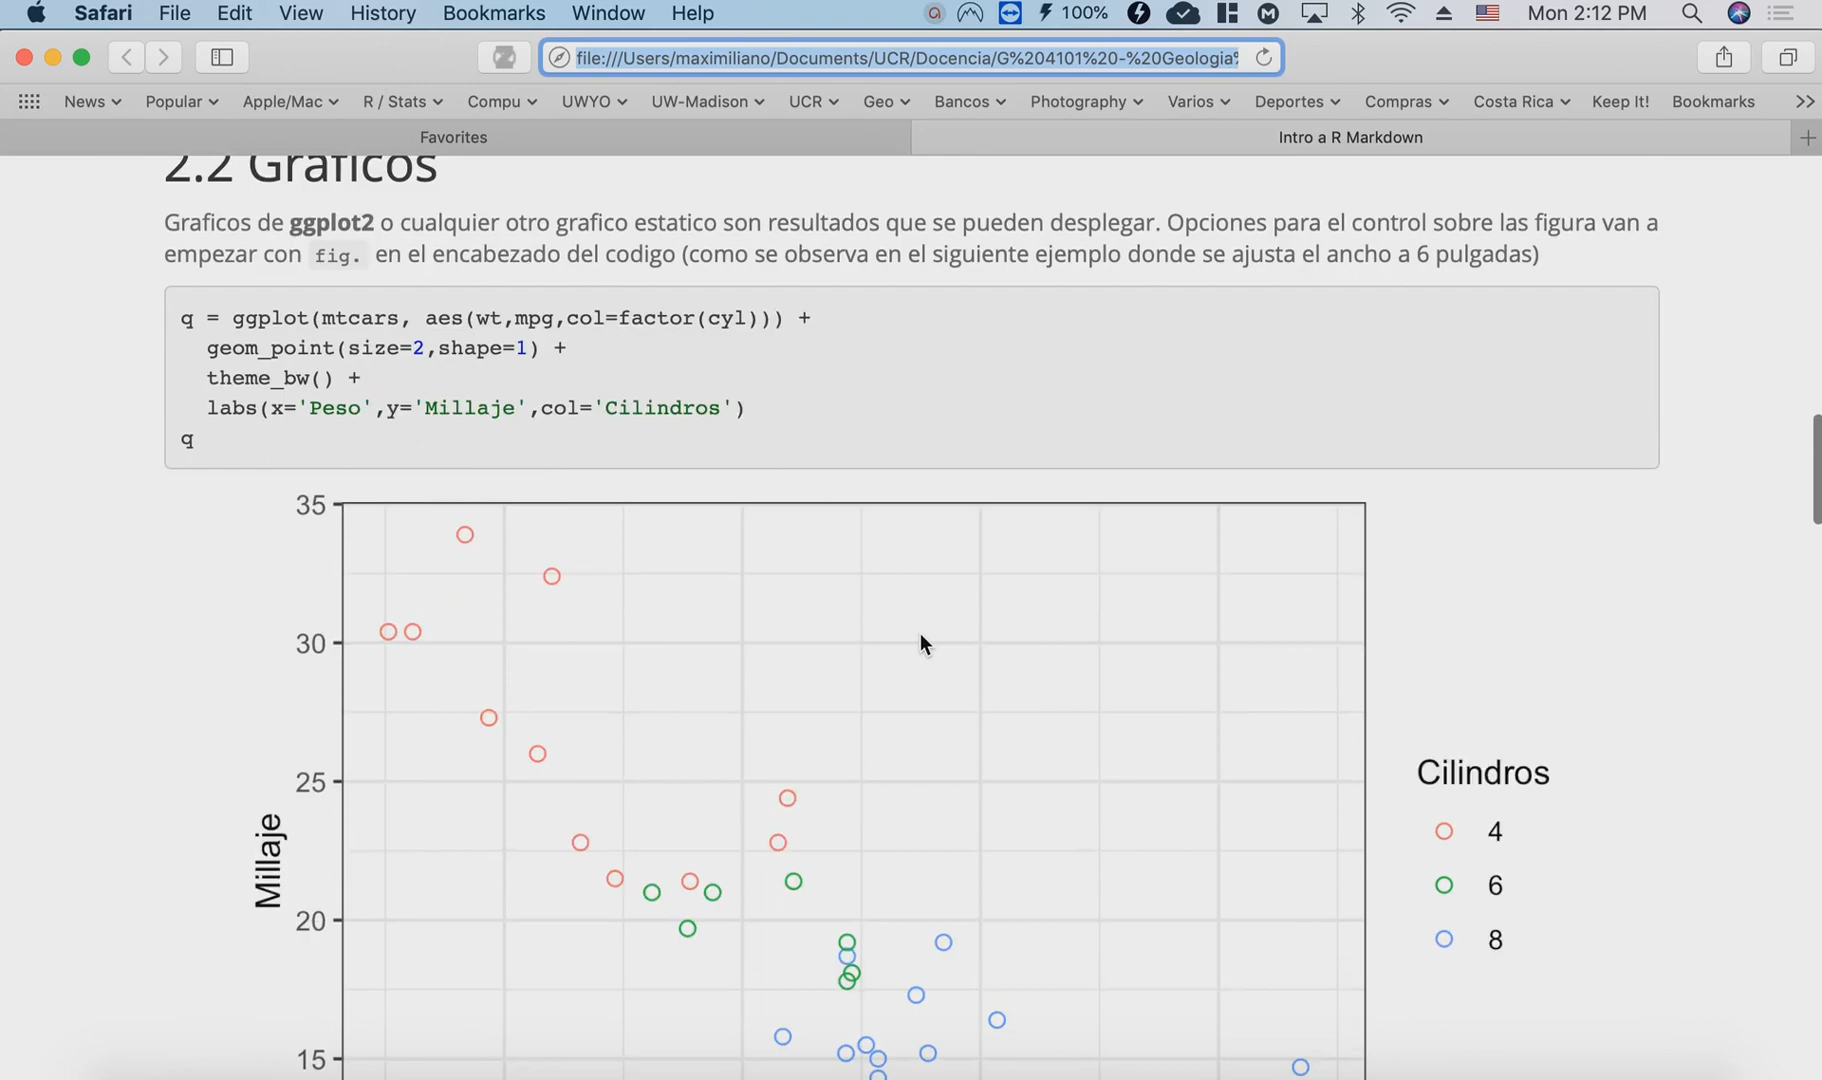 Safari File Edit View History Bookmarks Window Help 100% Mon 2:12 PM
file:///Users/maximiliano/Documents/UCR/Docencia/G%204101%20-%20Geologia%
News Popular Apple/Mac R / Stats Compu UWYO UW-Madison UCR Geo Bancos Photography Varios Deportes Compras Costa Rica Keep It! Bookmarks
Favorites Intro a R Markdown
2.2 Graficos
Graficos de ggplot2 o cualquier otro grafico estatico son resultados que se pueden desplegar. Opciones para el control sobre las figura van a
empezar con fig. en el encabezado del codigo (como se observa en el siguiente ejemplo donde se ajusta el ancho a 6 pulgadas)
q = ggplot(mtcars, aes(wt,mpg,col=factor(cyl))) +
geom_point(size=2,shape=1) +
theme_bw() +
labs(x='Peso',y='Millaje',col='Cilindros')
q
35
30
25
20
15
Millaje
Cilindros
4
6
8